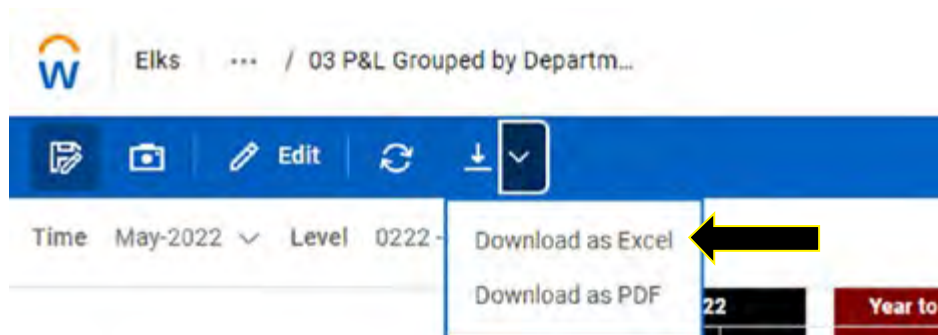 Elks ... / 03 P&L Grouped by Departm...
Edit
Time May-2022 Level 0222 -
Download as Excel
Download as PDF
22 Year to